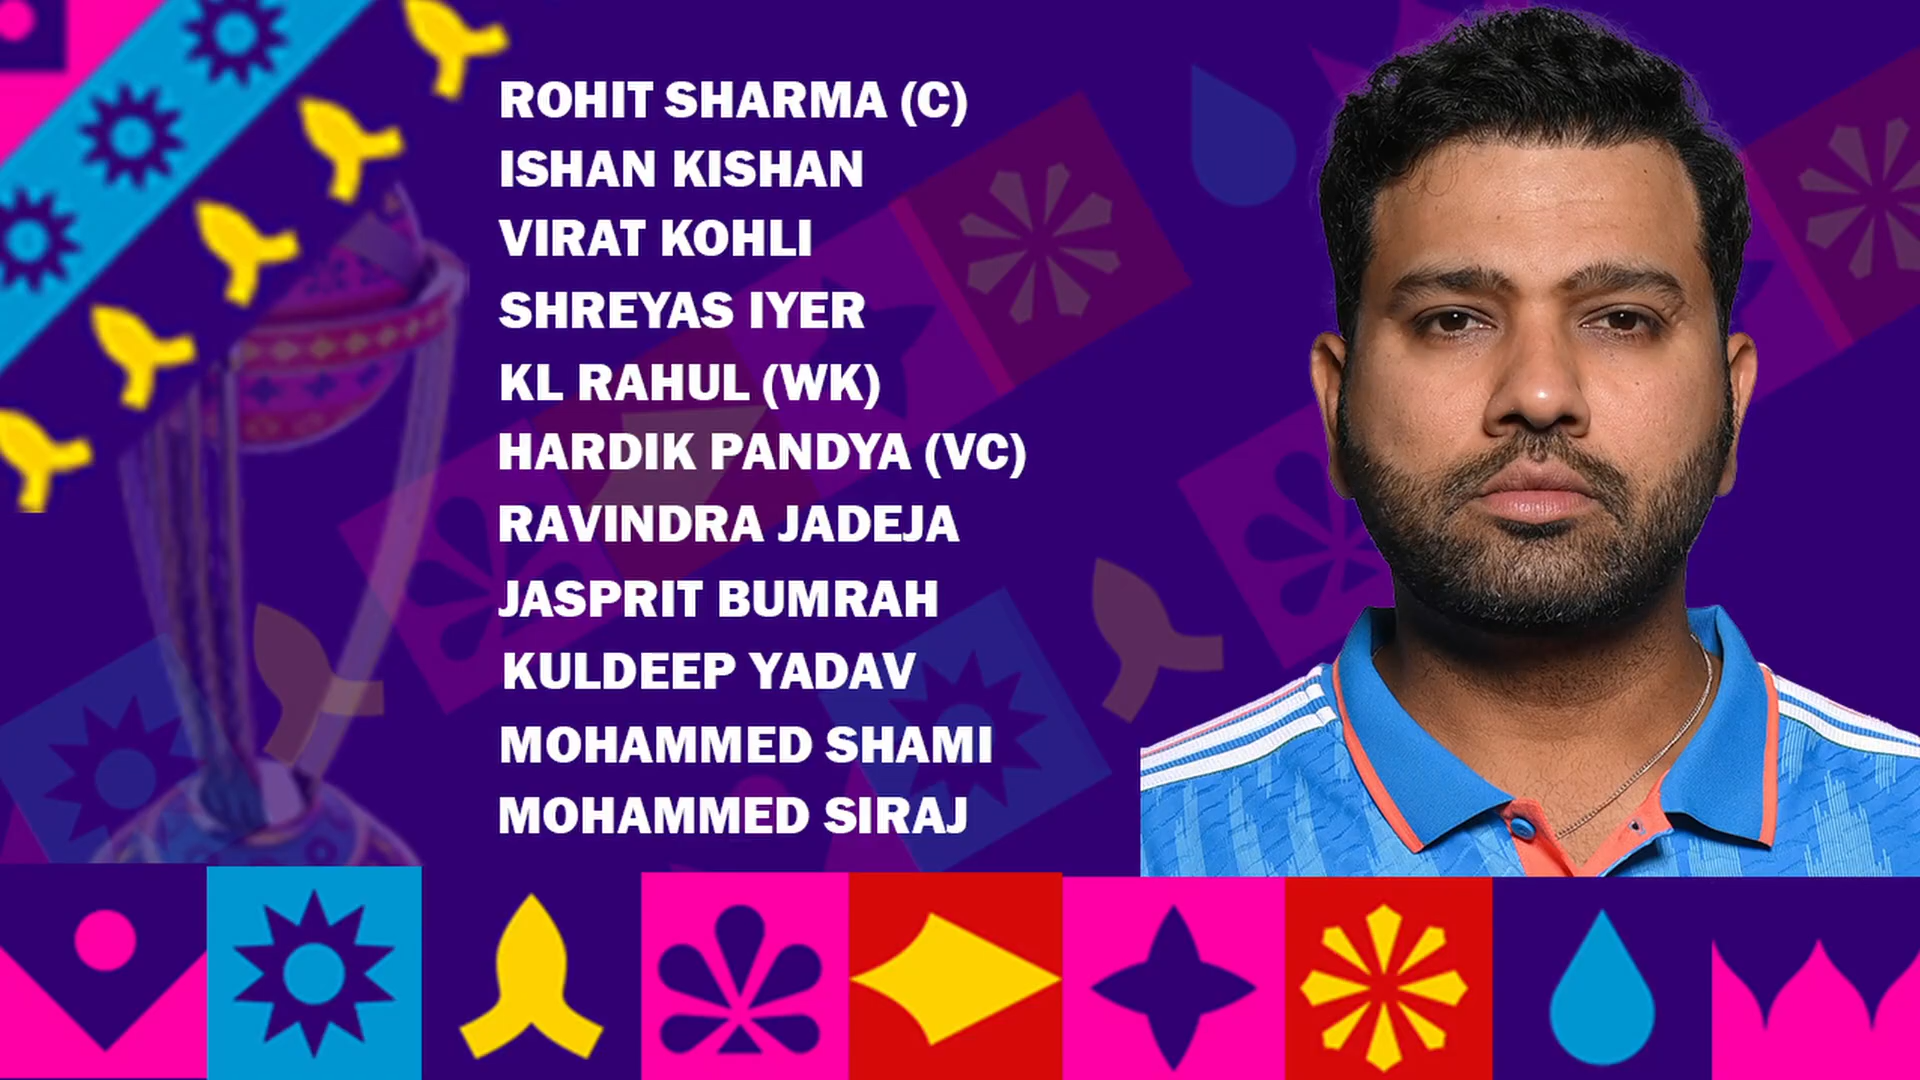 ROHIT SHARMA (C)
ISHAN KISHAN
VIRAT KOHLI
SHREYAS IYER
KL RAHUL (WK)
HARDIK PANDYA (VC)
RAVINDRA JADEJA
JASPRIT BUMRAH
KULDEEP YADAV
MOHAMMED SHAMI
MOHAMMED SIRAJ